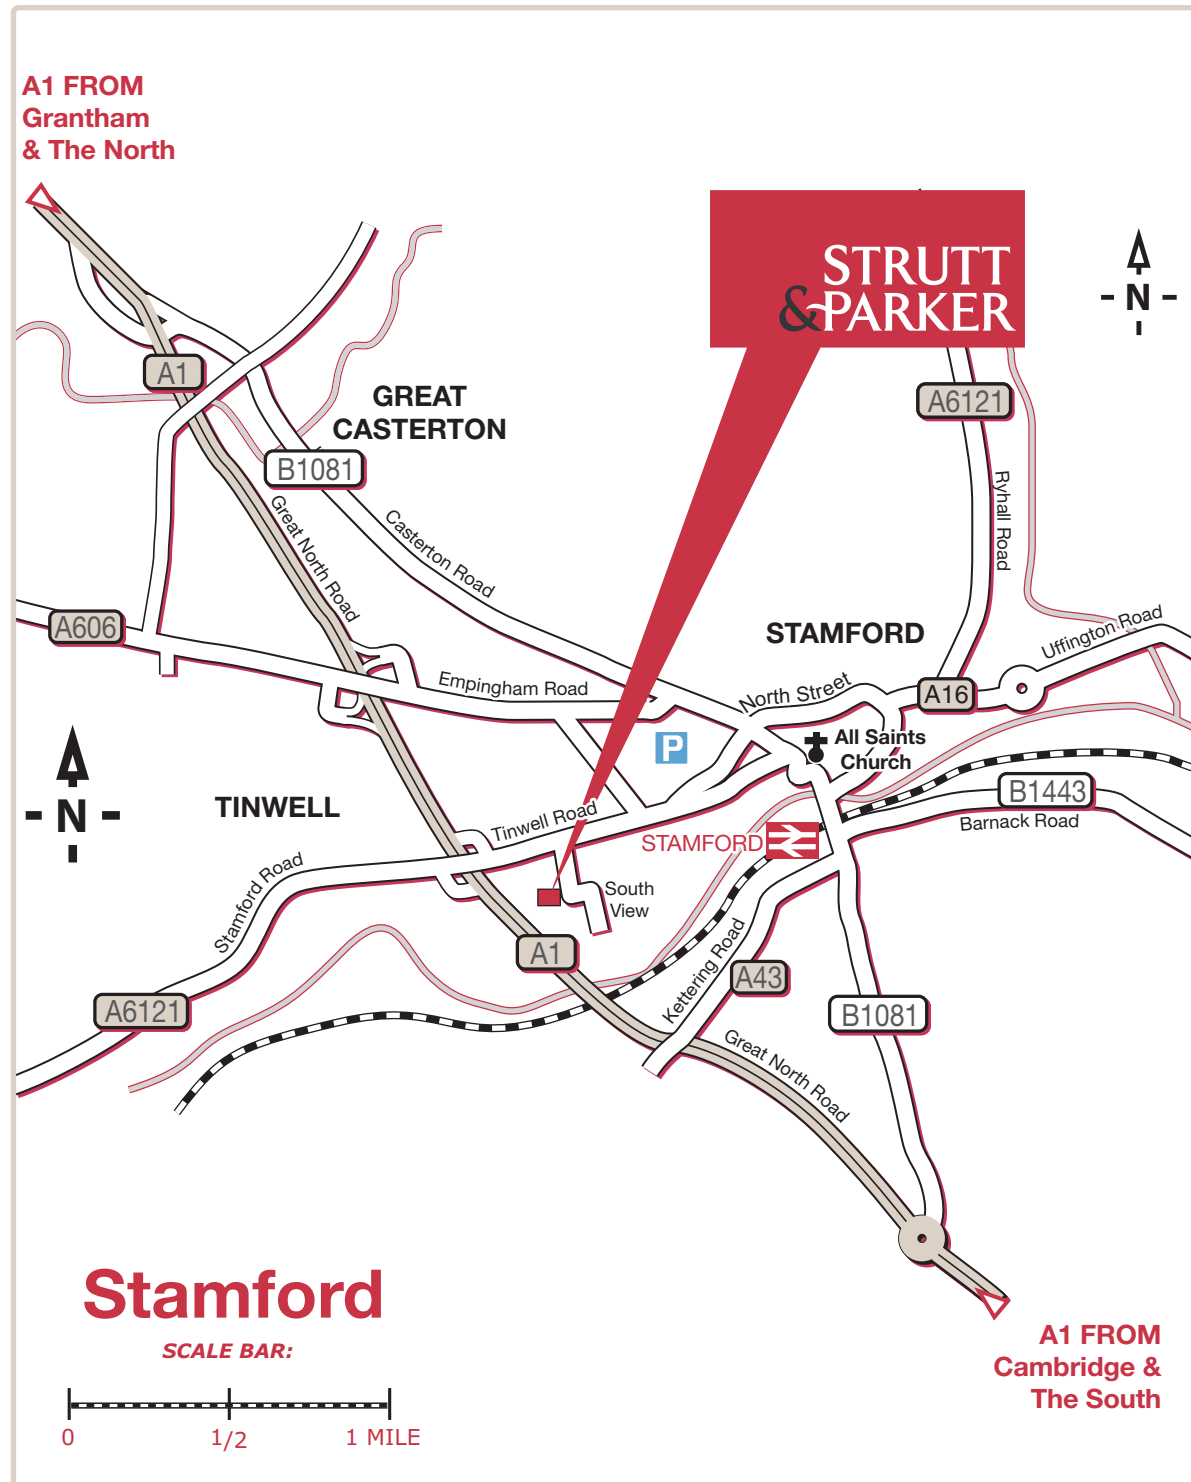 A1 FROM
Grantham
& The North
STRUTT
&PARKER
N
A1
GREAT
CASTERTON
A6121
B1081
Great North Road
Casterton Road
Ryhall Road
A606
STAMFORD
Uffington Road
Empingham Road
North Street
A16
P
All Saints
Church
N
TINWELL
B1443
Tinwell Road
Barnack Road
STAMFORD
Stamford Road
South
View
A1
Kettering Road
A43
A6121
B1081
Great North Road
Stamford
SCALE BAR:
0
1/2
1 MILE
A1 FROM
Cambridge &
The South